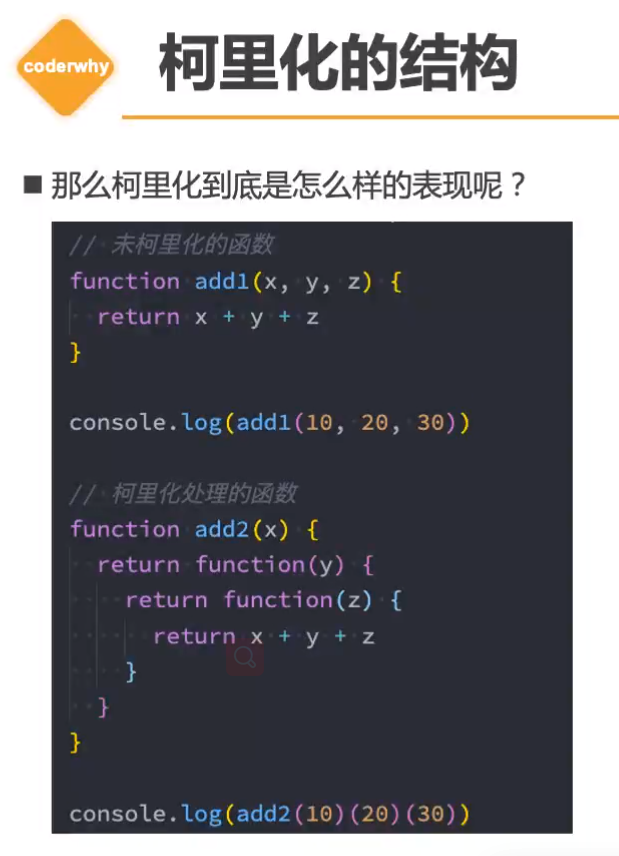 coderwhy
柯里化的结构
那么柯里化到底是怎么样的表现呢？
// 未柯里化的函数
function add1(x, y, z) {
  return x + y + z
}
console.log(add1(10, 20, 30))
// 柯里化处理的函数
function add2(x) {
  return function(y) {
    return function(z) {
      return x + y + z
    }
  }
}
console.log(add2(10)(20)(30))